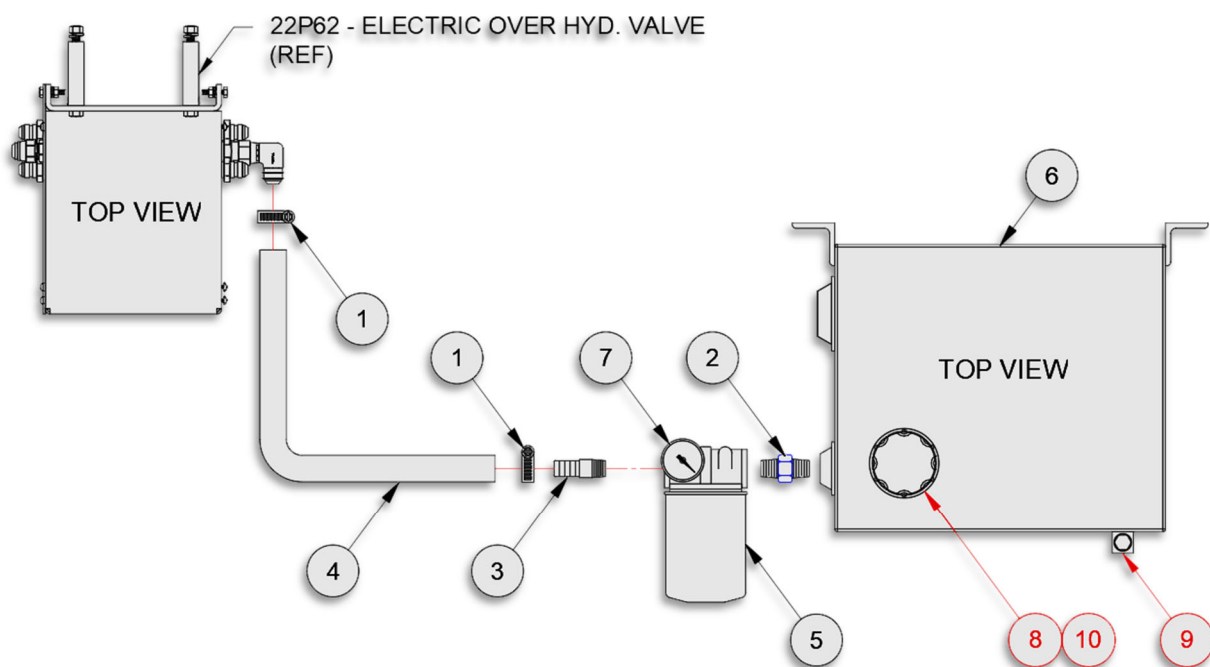 22P62 - ELECTRIC OVER HYD. VALVE
(REF)
TOP VIEW
6
1
1
7
2
TOP VIEW
4
3
5
8
10
9